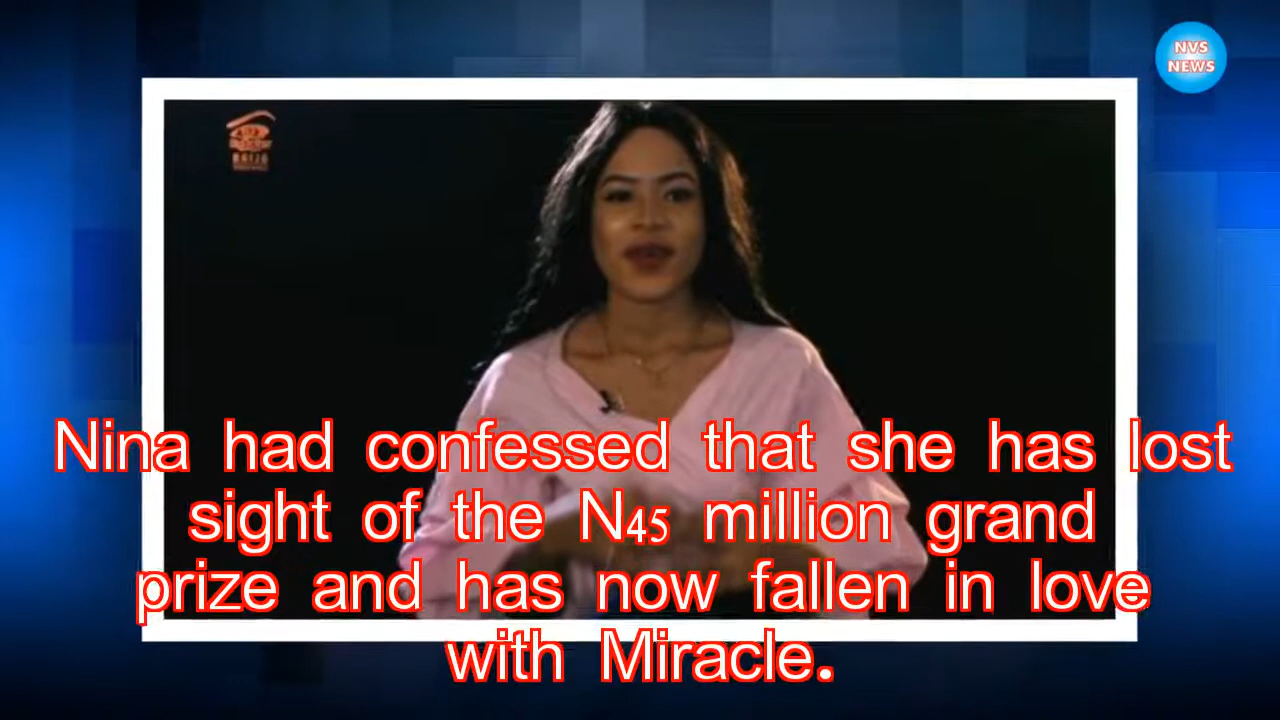 NVS
NEWS
Nina had confessed that she has lost
sight of the N45 million grand
prize and has now fallen in love
with Miracle.